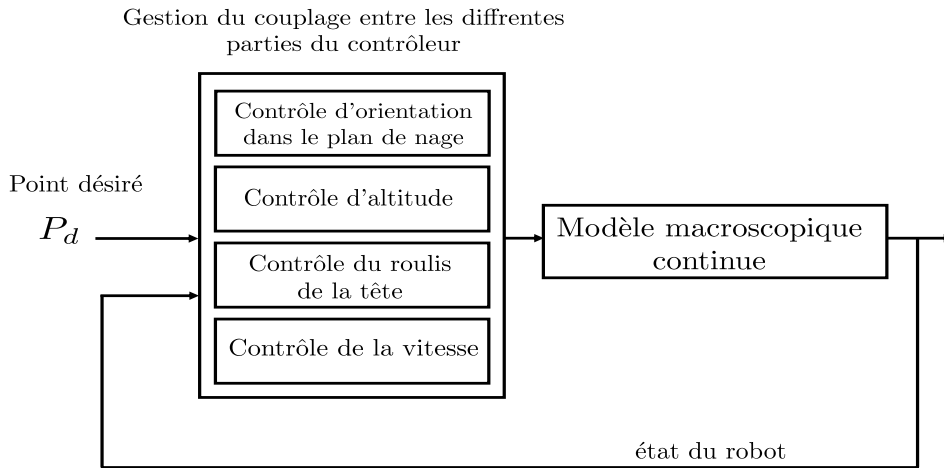 Gestion du couplage entre les diffrentes
parties du contrôleur
Contrôle d'orientation
dans le plan de nage
Point désiré
P_d
Contrôle d'altitude
Contrôle du roulis
de la tête
Contrôle de la vitesse
Modèle macroscopique
continue
état du robot